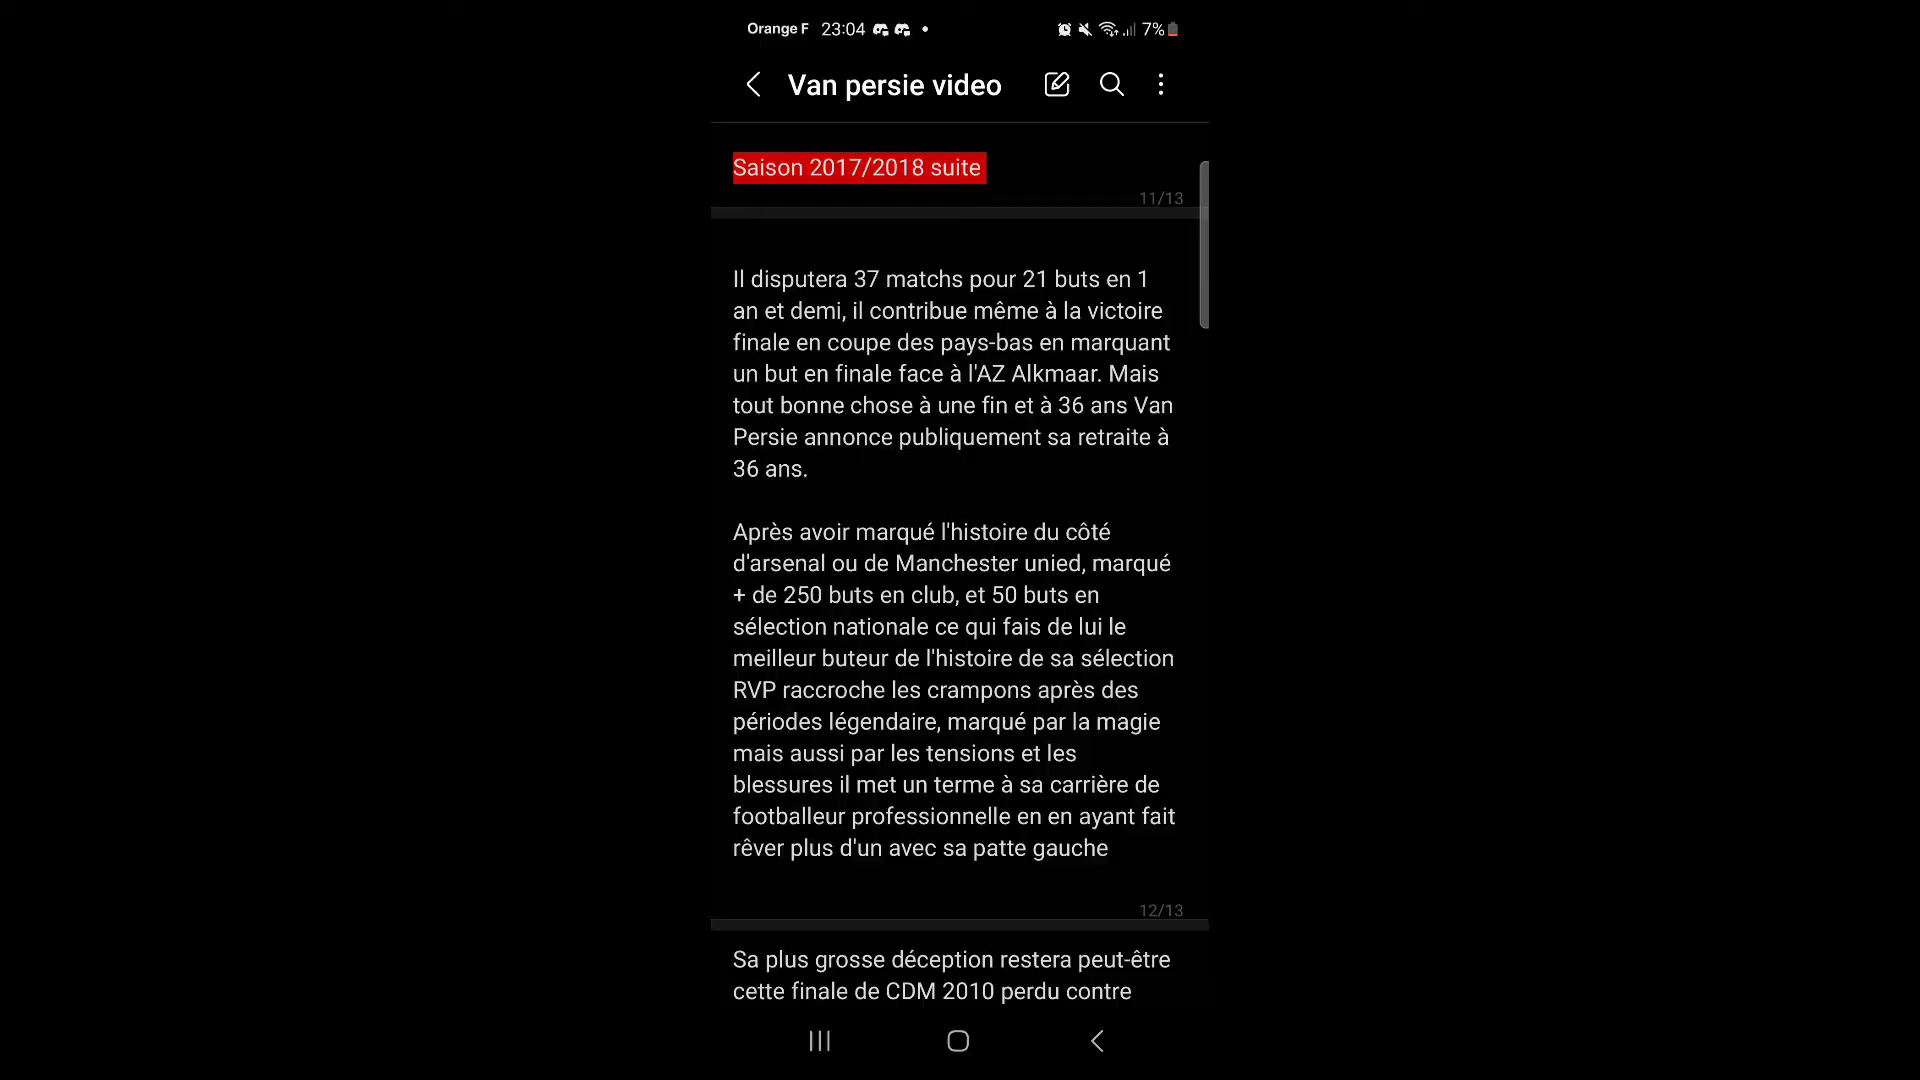 Orange F 23:04 7%
Van persie video
Saison 2017/2018 suite
11/13
Il disputera 37 matchs pour 21 buts en 1
an et demi, il contribue même à la victoire
finale en coupe des pays-bas en marquant
un but en finale face à l'AZ Alkmaar. Mais
tout bonne chose à une fin et à 36 ans Van
Persie annonce publiquement sa retraite à
36 ans.
Après avoir marqué l'histoire du côté
d'arsenal ou de Manchester unied, marqué
+ de 250 buts en club, et 50 buts en
sélection nationale ce qui fais de lui le
meilleur buteur de l'histoire de sa sélection
RVP raccroche les crampons après des
périodes légendaire, marqué par la magie
mais aussi par les tensions et les
blessures il met un terme à sa carrière de
footballeur professionnelle en en ayant fait
rêver plus d'un avec sa patte gauche
12/13
Sa plus grosse déception restera peut-être
cette finale de CDM 2010 perdu contre